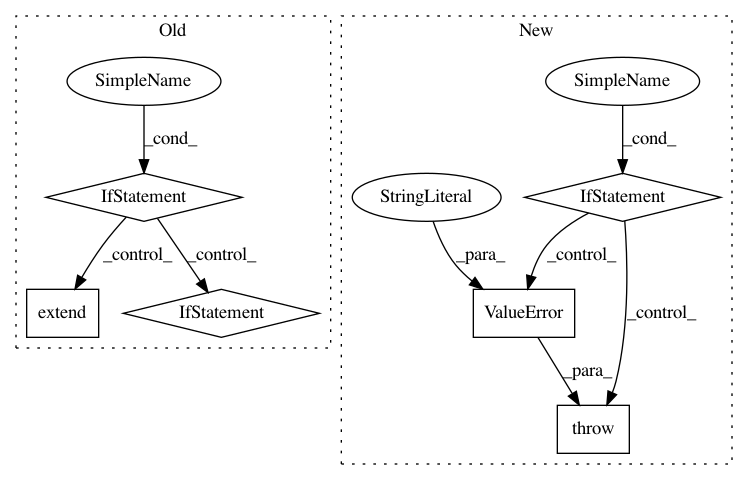 Old
New
SimpleName
SimpleName
_cond_
_cond_
IfStatement
StringLiteral
IfStatement
_control_
_control_
_para_
_control_
extend
IfStatement
ValueError
_control_
_para_
throw